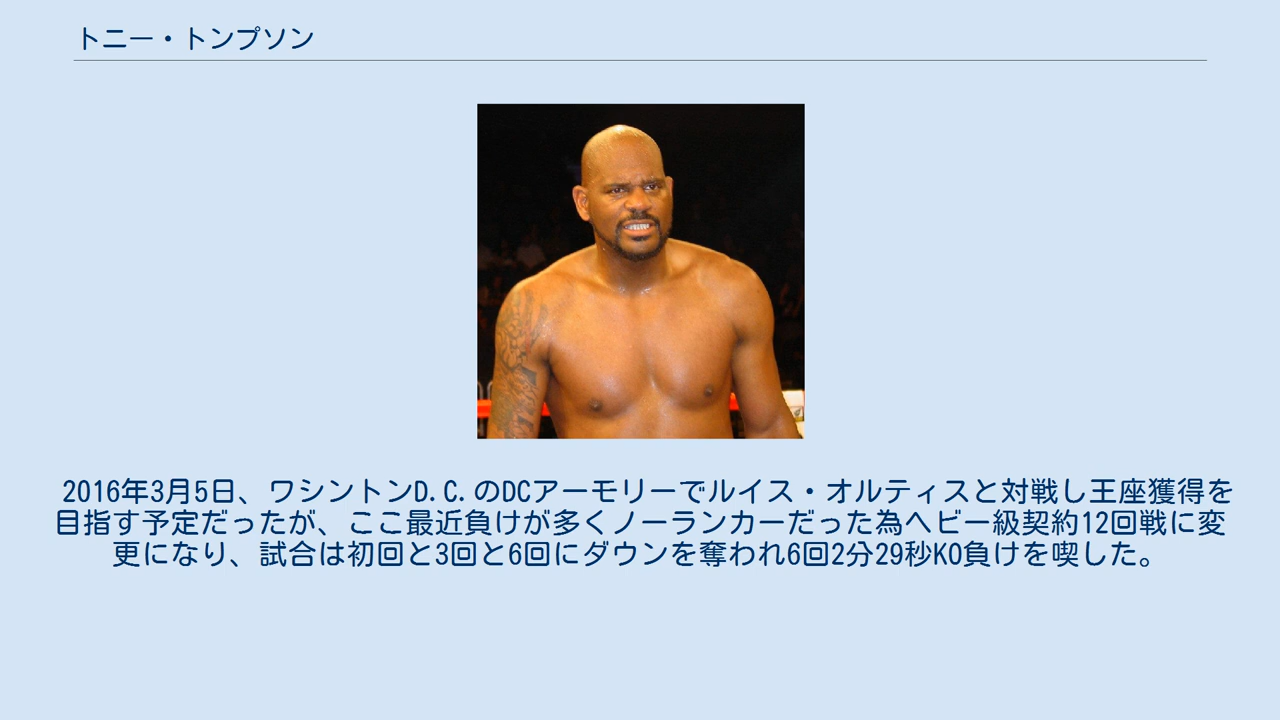 トニー・トンプソン
2016年3月5日、ワシントンD.C.のDCアーモリーでルイス・オルティスと対戦し王座獲得を
目指す予定だったが、ここ最近負けが多くノーランカーだった為ヘビー級契約12回戦に変
更になり、試合は初回と3回と6回にダウンを奪われ6回2分29秒KO負けを喫した。